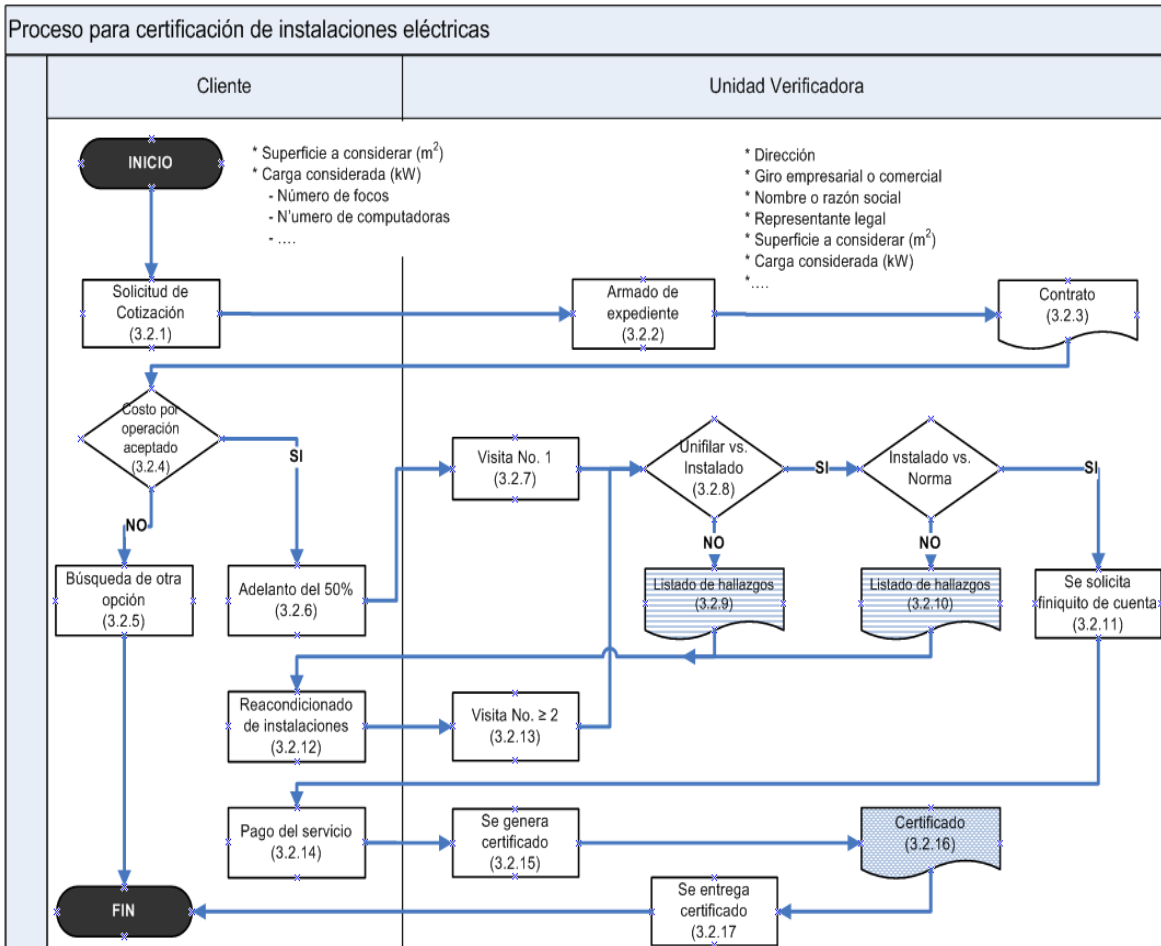 Proceso para certificación de instalaciones eléctricas
Cliente
Unidad Verificadora
INICIO
* Superficie a considerar (m²)
* Carga considerada (kW)
- Número de focos
- N'umero de computadoras
- ....
* Dirección
* Giro empresarial o comercial
* Nombre o razón social
* Representante legal
* Superficie a considerar (m²)
* Carga considerada (kW)
*....
Solicitud de
Cotización
(3.2.1)
Armado de
expediente
(3.2.2)
Contrato
(3.2.3)
Costo por
operación
aceptado
(3.2.4)
SI
NO
Visita No. 1
(3.2.7)
Unifilar vs.
Instalado
(3.2.8)
SI
NO
Instalado vs.
Norma
SI
NO
Búsqueda de otra
opción
(3.2.5)
Adelanto del 50%
(3.2.6)
Listado de hallazgos
(3.2.9)
Listado de hallazgos
(3.2.10)
Se solicita
finiquito de cuenta
(3.2.11)
Reacondicionado
de instalaciones
(3.2.12)
Visita No. ≥ 2
(3.2.13)
Pago del servicio
(3.2.14)
Se genera
certificado
(3.2.15)
Certificado
(3.2.16)
Se entrega
certificado
(3.2.17
FIN